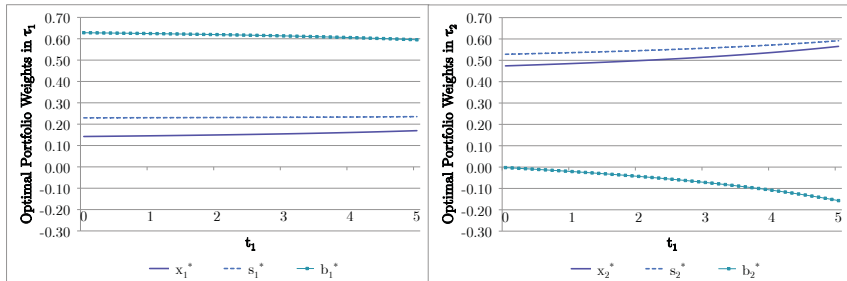 Optimal Portfolio Weights in τ₁
0.70
0.60
0.50
0.40
0.30
0.20
0.10
0.00
-0.10
-0.20
-0.30
0 1 2 3 4 5
t₁
x₁* s₁* b₁*
Optimal Portfolio Weights in τ₂
0.70
0.60
0.50
0.40
0.30
0.20
0.10
0.00
-0.10
-0.20
-0.30
0 1 2 3 4 5
t₁
x₂* s₂* b₂*